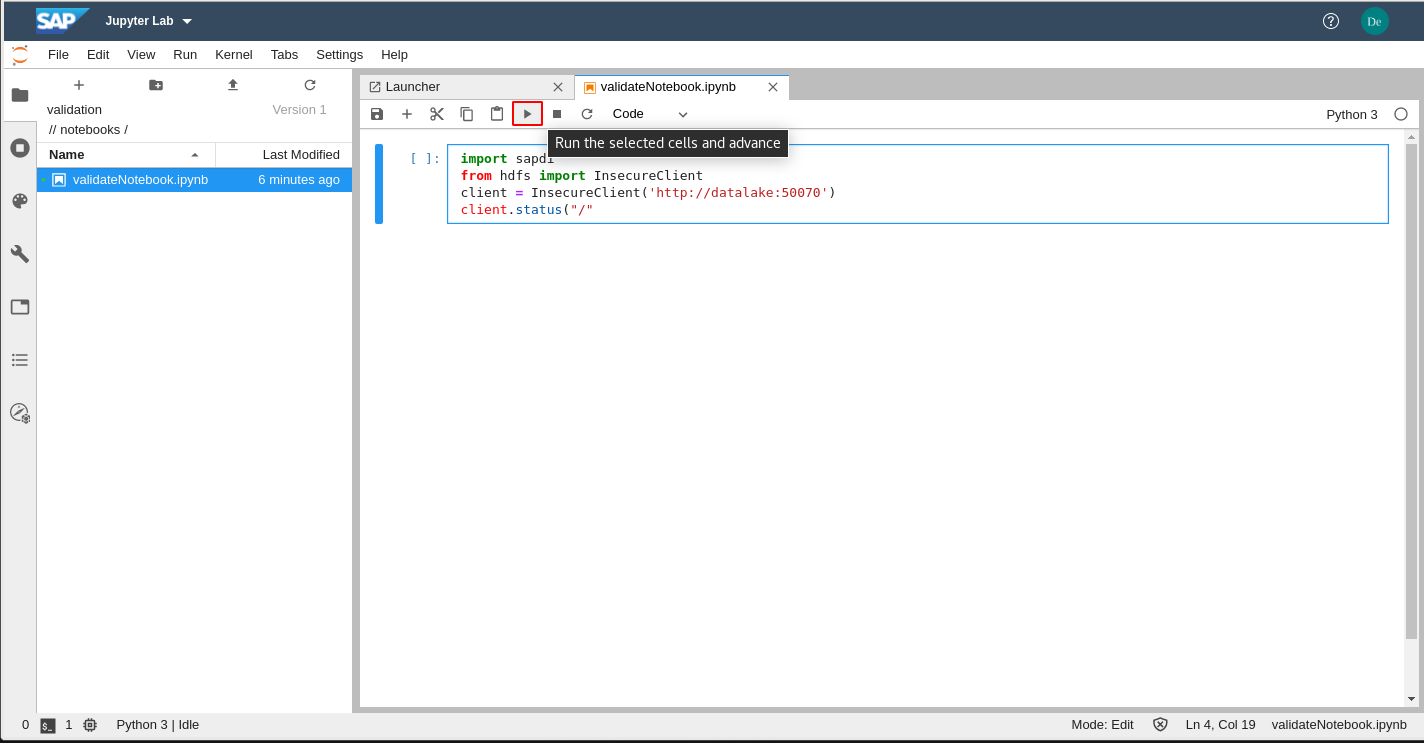 SAP Jupyter Lab De
File Edit View Run Kernel Tabs Settings Help
Launcher validateNotebook.ipynb
validation Version 1
// notebooks /
Name Last Modified
validateNotebook.ipynb 6 minutes ago
Code Python 3
Run the selected cells and advance
[ ]: import sapdi
from hdfs import InsecureClient
client = InsecureClient('http://datalake:50070')
client.status("/"
0 $_ 1 Python 3 | Idle Mode: Edit Ln 4, Col 19 validateNotebook.ipynb